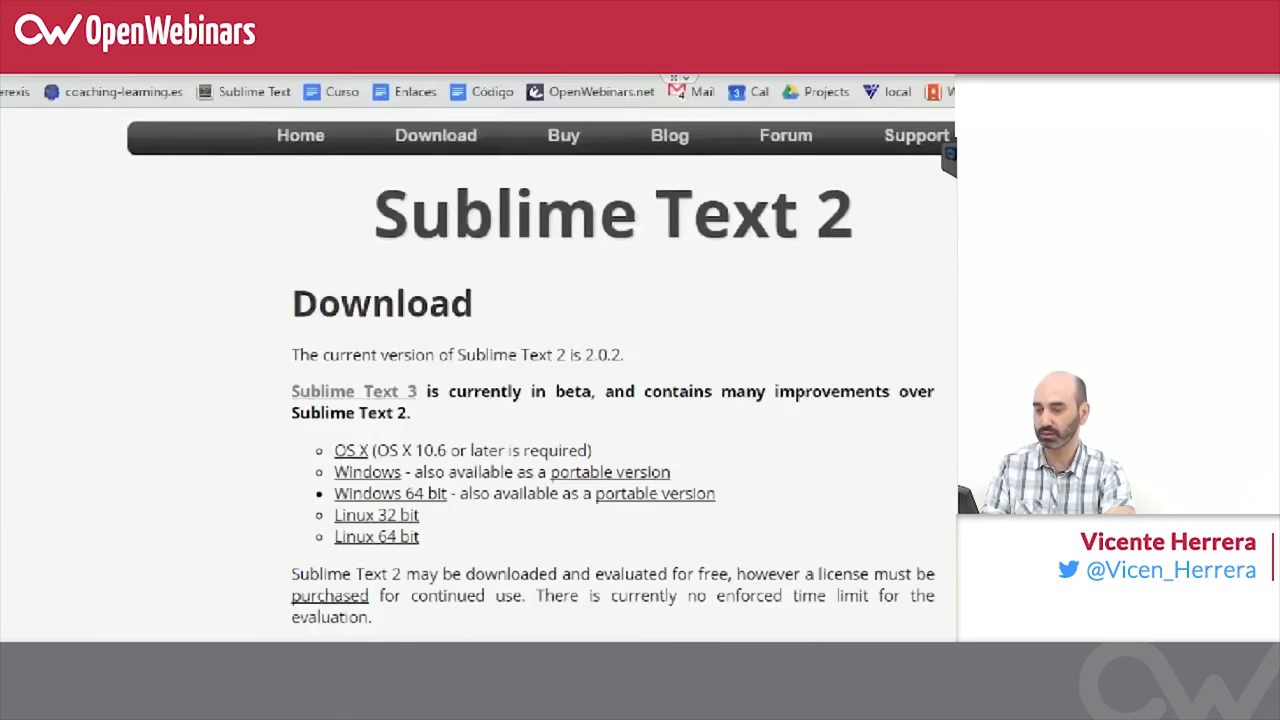 OpenWebinars
erexis coaching-learning.es Sublime Text Curso Enlaces Código OpenWebinars.net Mail Cal Projects local
Home Download Buy Blog Forum Support
Sublime Text 2
Download
The current version of Sublime Text 2 is 2.0.2.
Sublime Text 3 is currently in beta, and contains many improvements over
Sublime Text 2.
OS X (OS X 10.6 or later is required)
Windows - also available as a portable version
Windows 64 bit - also available as a portable version
Linux 32 bit
Linux 64 bit
Sublime Text 2 may be downloaded and evaluated for free, however a license must be
purchased for continued use. There is currently no enforced time limit for the
evaluation.
Vicente Herrera
@Vicen_Herrera